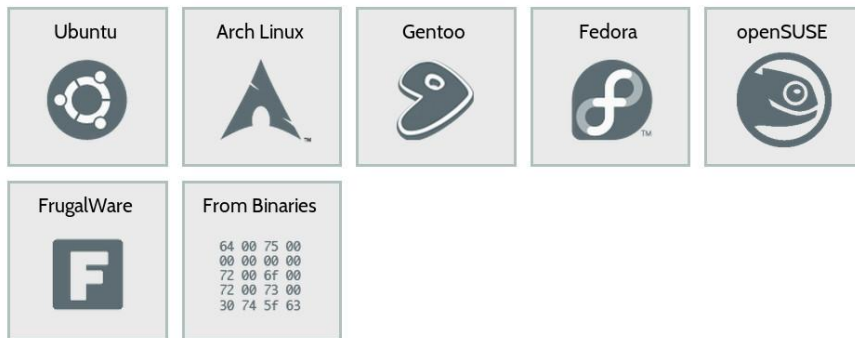 Ubuntu
Arch Linux
Gentoo
Fedora
openSUSE
TM
TM
FrugalWare
From Binaries
F
64 00 75 00
00 00 00 00
72 00 6f 00
72 00 73 00
30 74 5f 63